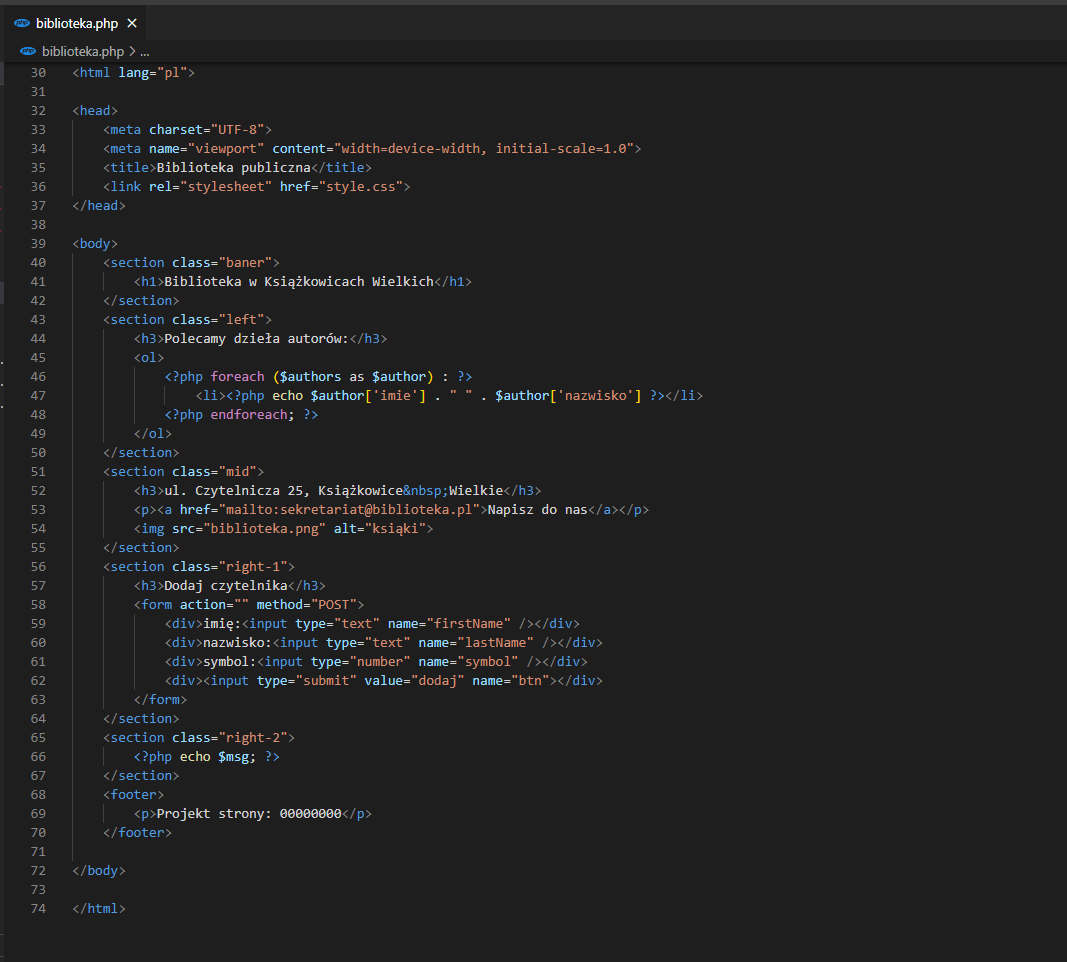 biblioteka.php ×
biblioteka.php > ...
30 <html lang="pl">
31
32 <head>
33     <meta charset="UTF-8">
34     <meta name="viewport" content="width=device-width, initial-scale=1.0">
35     <title>Biblioteka publiczna</title>
36     <link rel="stylesheet" href="style.css">
37 </head>
38
39 <body>
40     <section class="baner">
41         <h1>Biblioteka w Książkowicach Wielkich</h1>
42     </section>
43     <section class="left">
44         <h3>Polecamy dzieła autorów:</h3>
45         <ol>
46             <?php foreach ($authors as $author) : ?>
47                 <li><?php echo $author['imie'] . " " . $author['nazwisko'] ?></li>
48             <?php endforeach; ?>
49         </ol>
50     </section>
51     <section class="mid">
52         <h3>ul. Czytelnicza 25, Książkowice&nbsp;Wielkie</h3>
53         <p><a href="mailto:sekretariat@biblioteka.pl">Napisz do nas</a></p>
54         <img src="biblioteka.png" alt="ksiąki">
55     </section>
56     <section class="right-1">
57         <h3>Dodaj czytelnika</h3>
58         <form action="" method="POST">
59             <div>imię:<input type="text" name="firstName" /></div>
60             <div>nazwisko:<input type="text" name="lastName" /></div>
61             <div>symbol:<input type="number" name="symbol" /></div>
62             <div><input type="submit" value="dodaj" name="btn"></div>
63         </form>
64     </section>
65     <section class="right-2">
66         <?php echo $msg; ?>
67     </section>
68     <footer>
69         <p>Projekt strony: 00000000</p>
70     </footer>
71
72 </body>
73
74 </html>